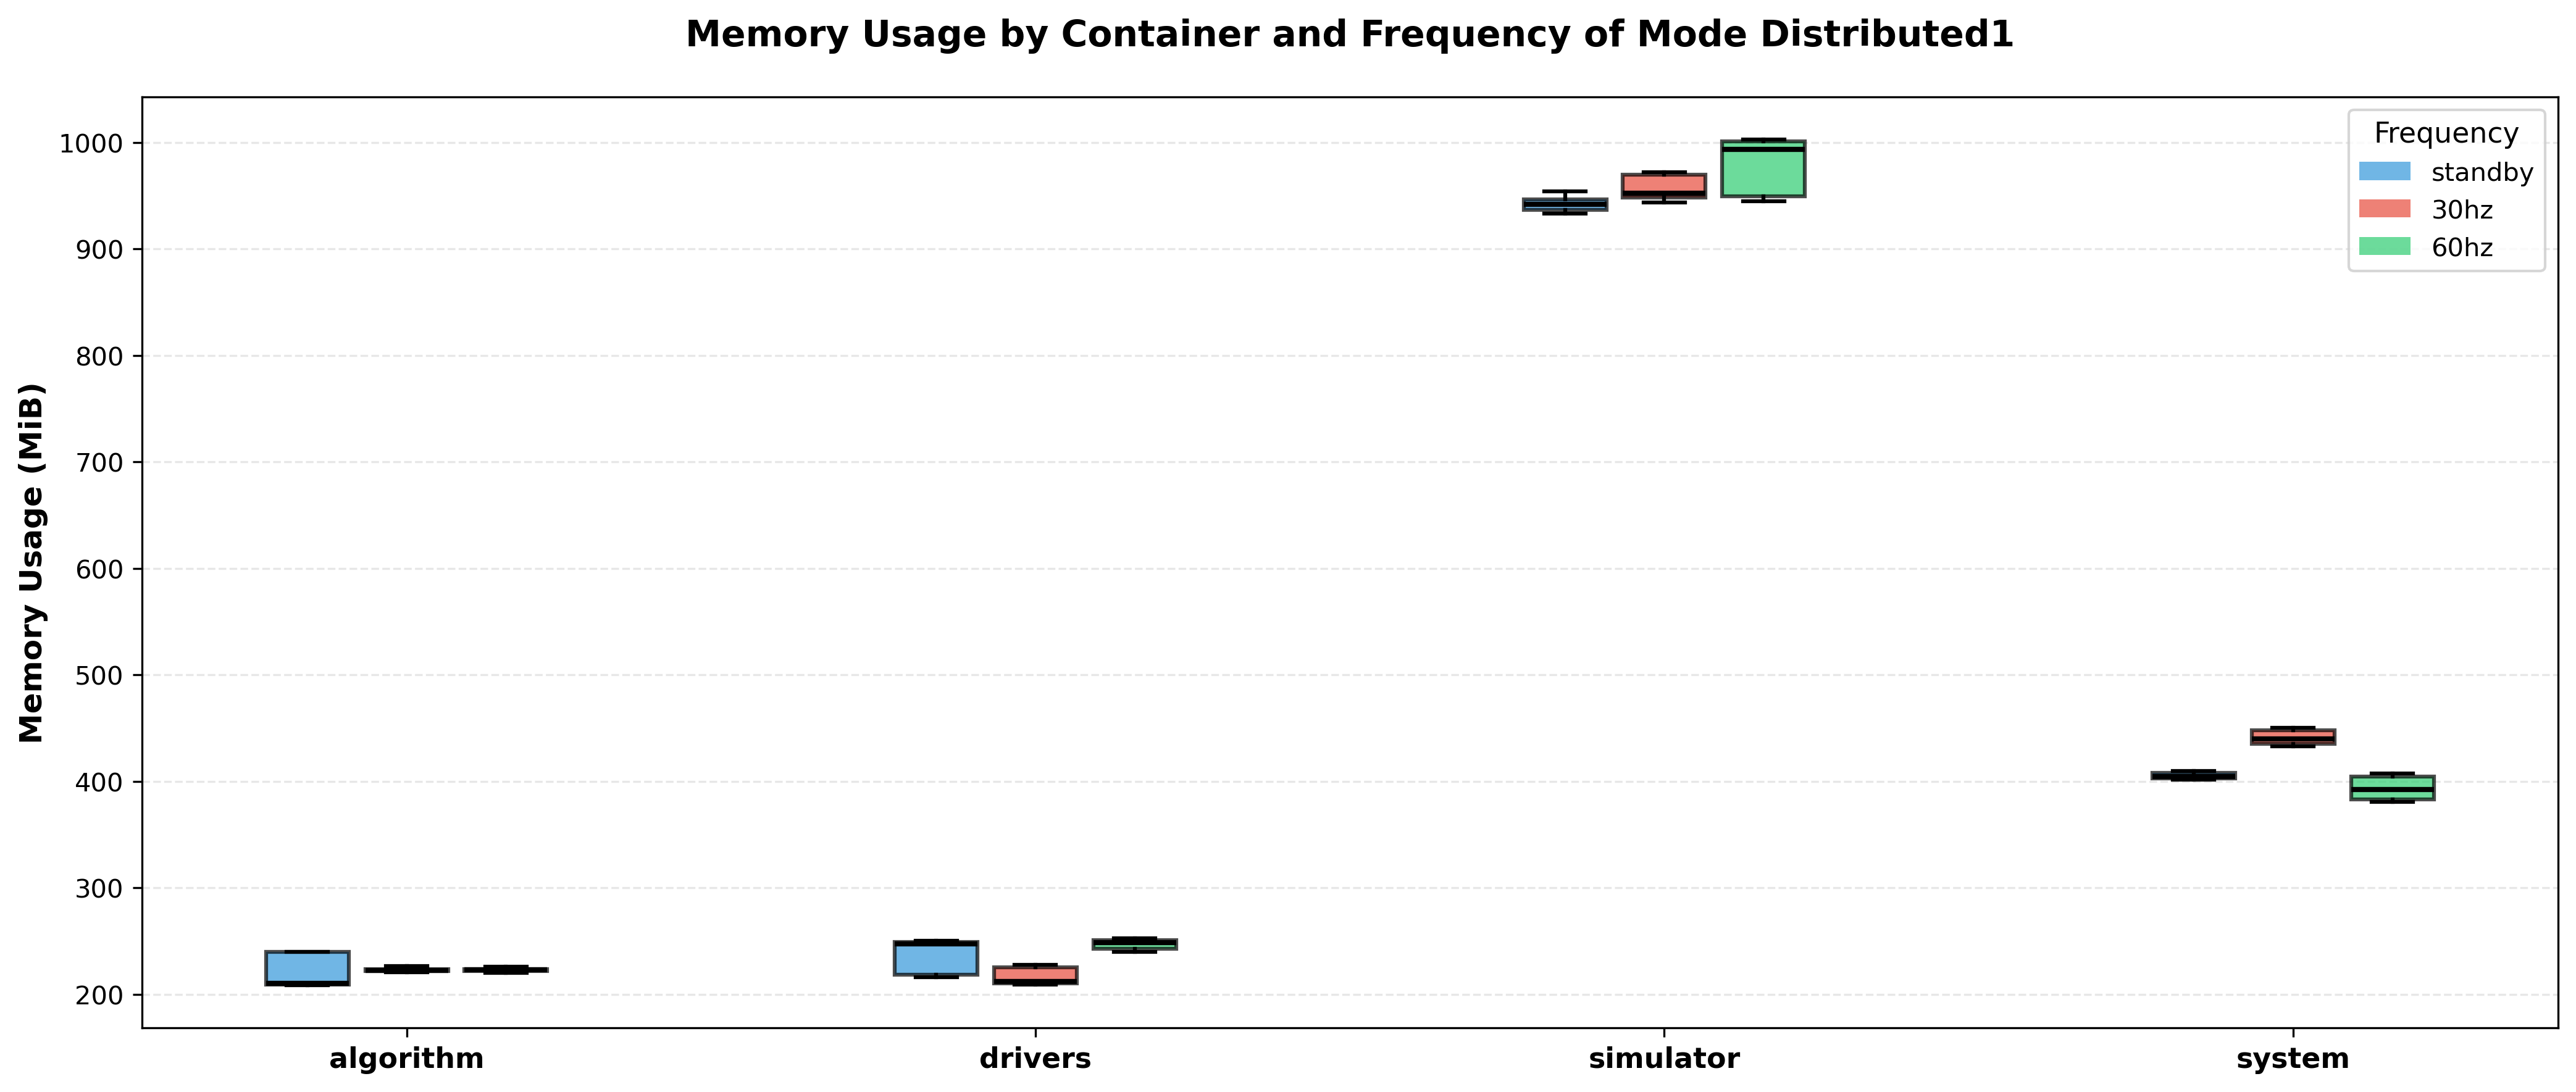 Memory Usage by Container and Frequency of Mode Distributed1
Memory Usage (MiB)
1000
900
800
700
600
500
400
300
200
Frequency
standby
30hz
60hz
algorithm
drivers
simulator
system